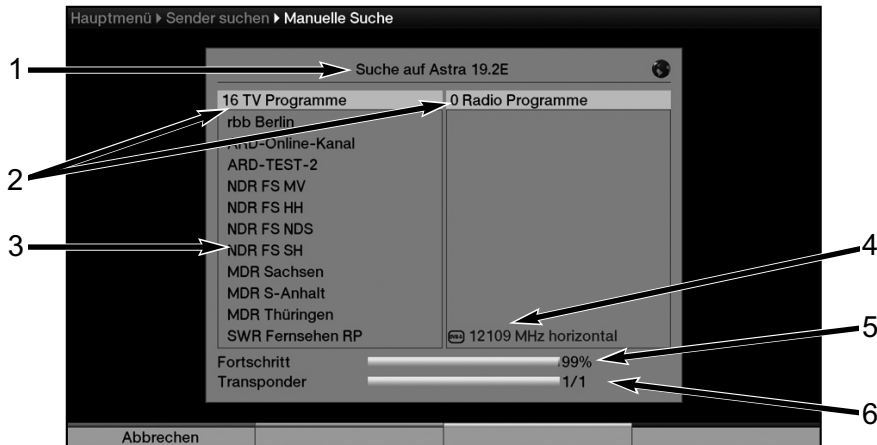 Hauptmenü Sender suchen Manuelle Suche
1
Suche auf Astra 19.2E
16 TV Programme
0 Radio Programme
2
rbb Berlin
ARD-Online-Kanal
ARD-TEST-2
NDR FS MV
NDR FS HH
NDR FS NDS
3
NDR FS SH
4
MDR Sachsen
MDR S-Anhalt
MDR Thüringen
SWR Fernsehen RP
12109 MHz horizontal
5
Fortschritt 99%
Transponder 1/1
6
Abbrechen